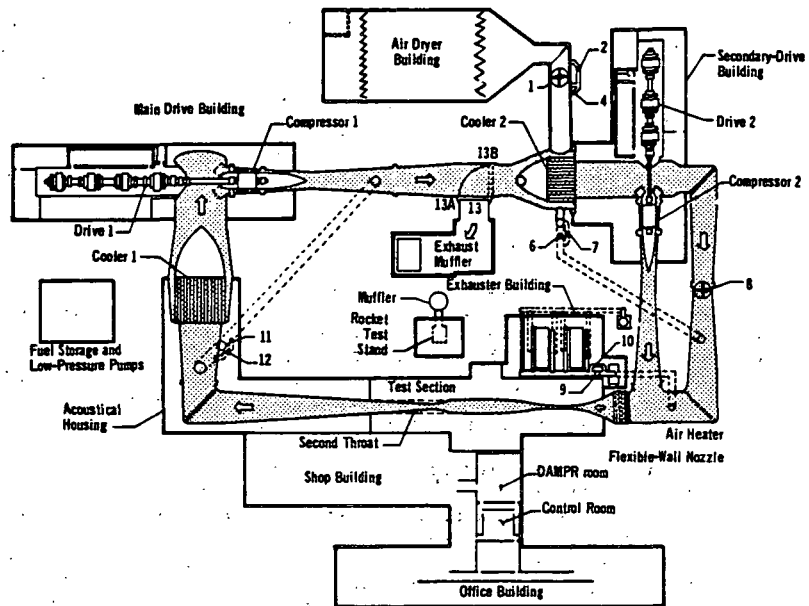 Air Dryer
Building
2
1
4
Secondary-Drive
Building
Drive 2
Main Drive Building
Compressor 1
Cooler 2
13B
Compressor 2
13A
13
Drive 1
6
7
Exhaust
Muffler
Cooler 1
Exhauster Building
8
Muffler
Rocket
Test
Stand
11
12
10
9
Fuel Storage and
Low-Pressure Pumps
Test Section
Acoustical
Housing
Second Throat
Air Heater
Flexible-Wall Nozzle
Shop Building
DAMPR room
Control Room
Office Building